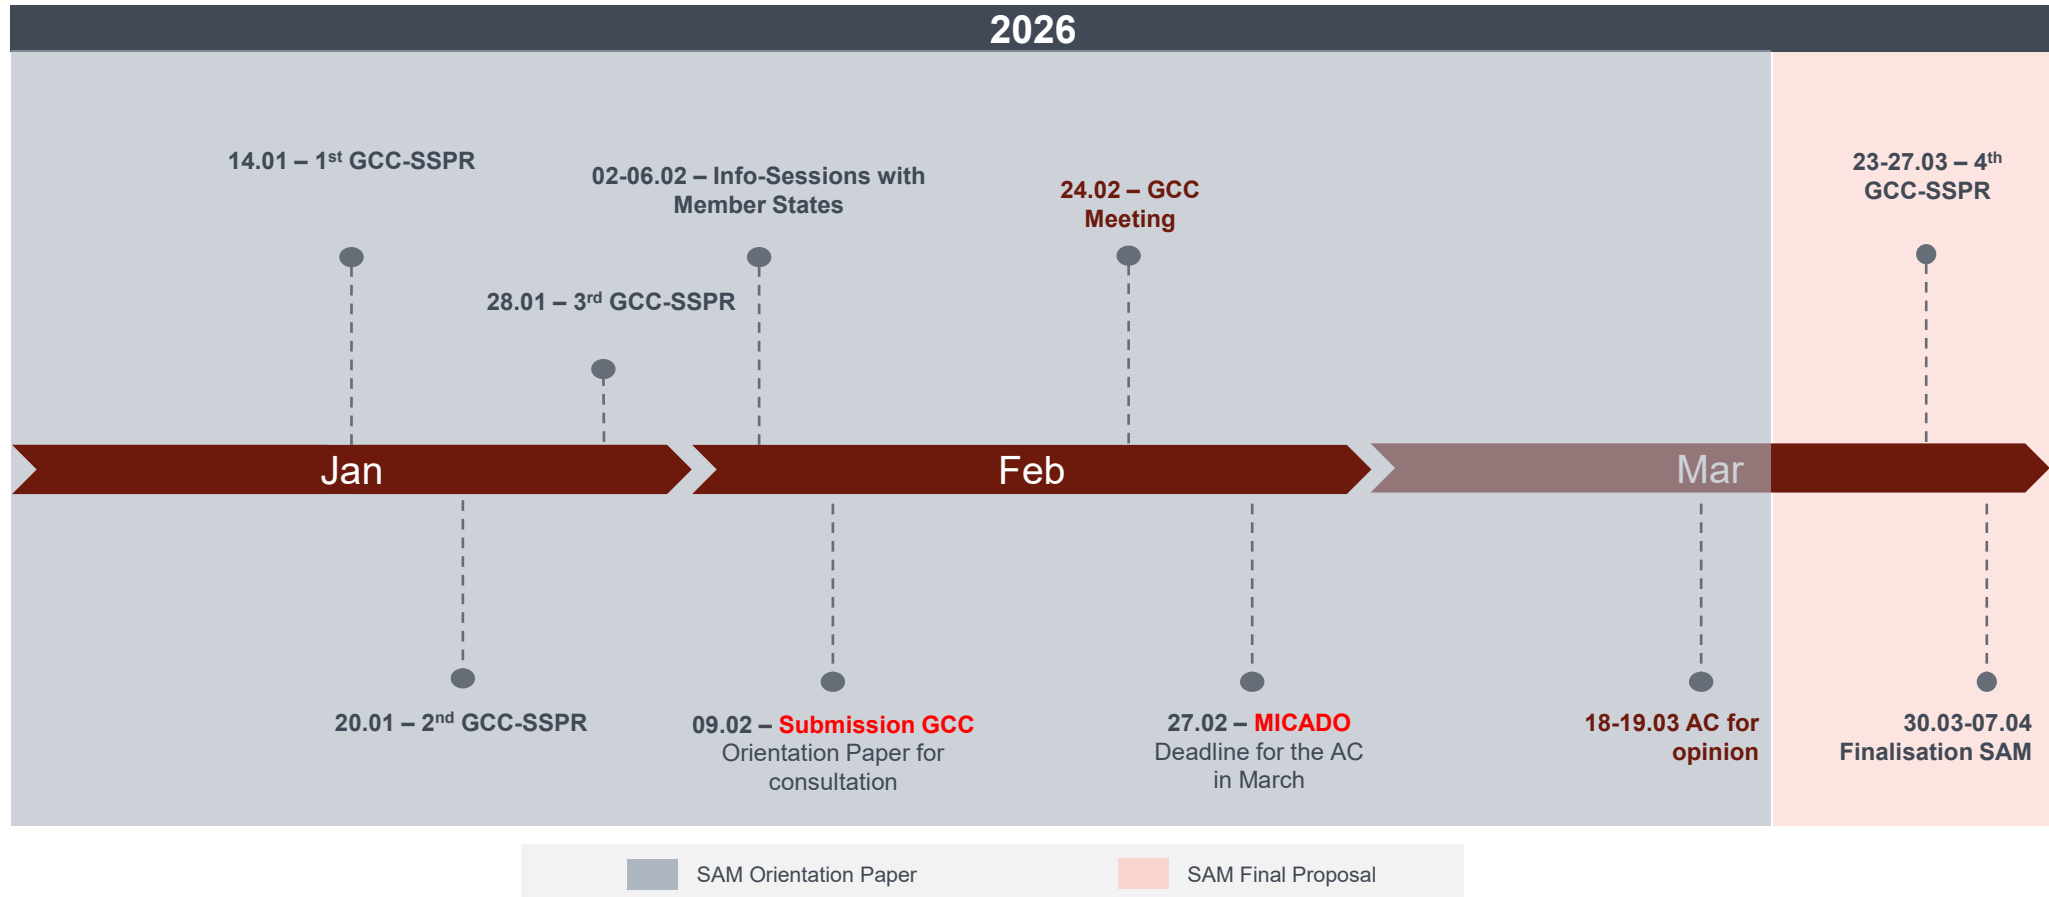 2026
14.01 – 1st GCC-SSPR
02-06.02 – Info-Sessions with
Member States
24.02 – GCC
Meeting
23-27.03 – 4th
GCC-SSPR
28.01 – 3rd GCC-SSPR
Jan
Feb
Mar
20.01 – 2nd GCC-SSPR
09.02 – Submission GCC
Orientation Paper for
consultation
27.02 – MICADO
Deadline for the AC
in March
18-19.03 AC for
opinion
30.03-07.04
Finalisation SAM
SAM Orientation Paper
SAM Final Proposal